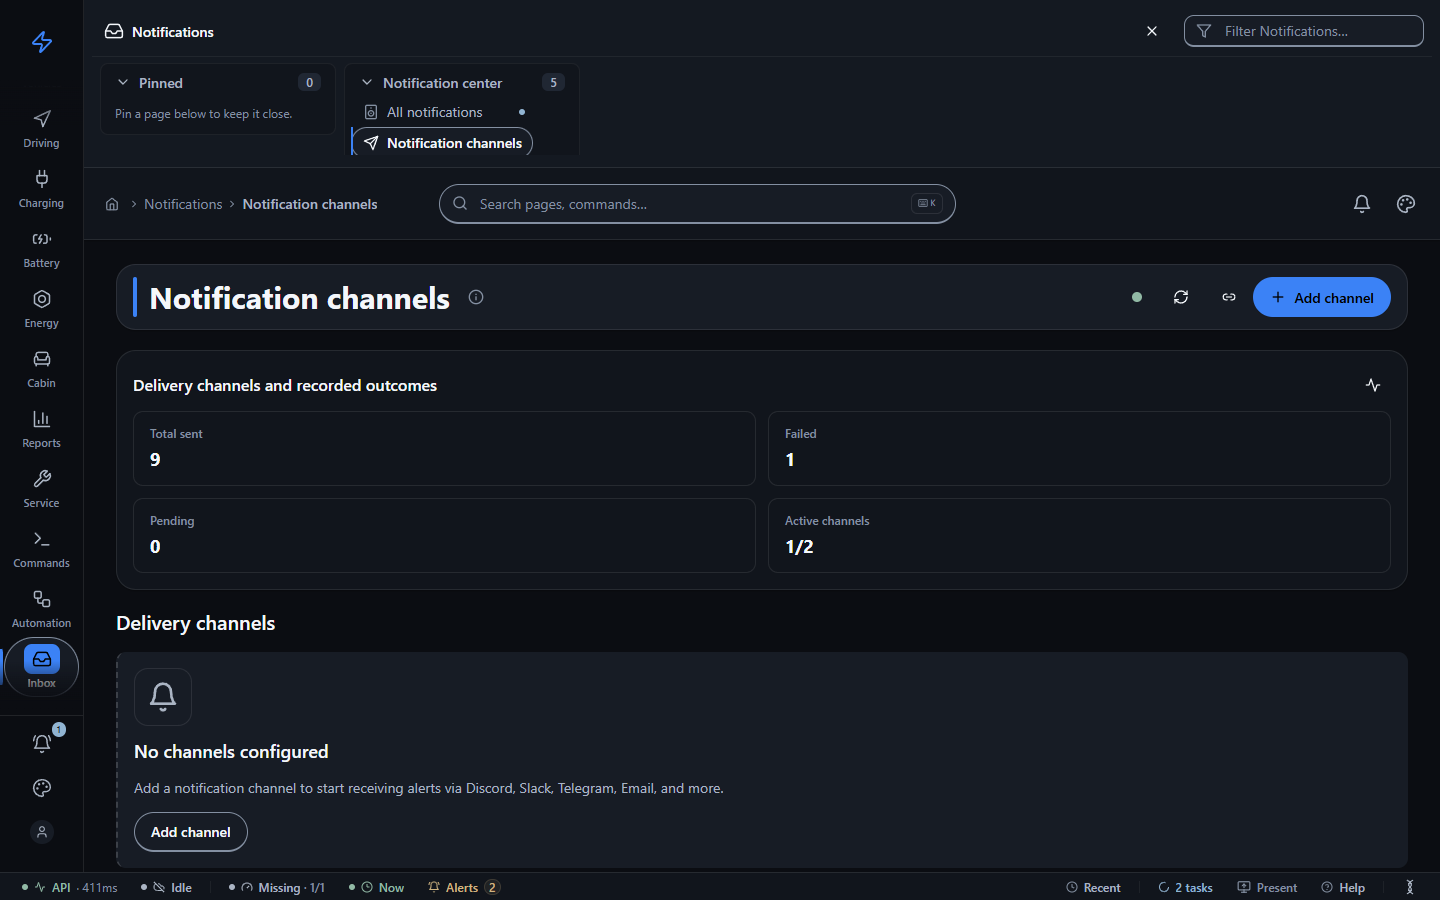 Notifications
Filter Notifications...
Pinned
0
Pin a page below to keep it close.
Notification center
5
All notifications
Notification channels
Driving
Charging
Battery
Energy
Cabin
Reports
Service
Commands
Automation
Inbox
1
Notifications
Notification channels
Search pages, commands...
K
Notification channels
Add channel
Delivery channels and recorded outcomes
Total sent
9
Failed
1
Pending
0
Active channels
1/2
Delivery channels
No channels configured
Add a notification channel to start receiving alerts via Discord, Slack, Telegram, Email, and more.
Add channel
API · 411ms
Idle
Missing · 1/1
Now
Alerts 2
Recent
2 tasks
Present
Help